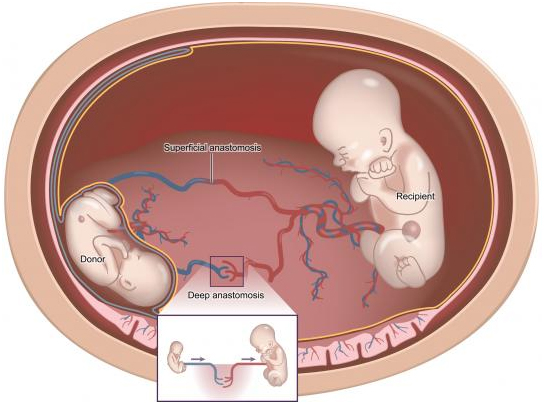 Superficial anastomosis
Recipient
Donor
Deep anastomosis